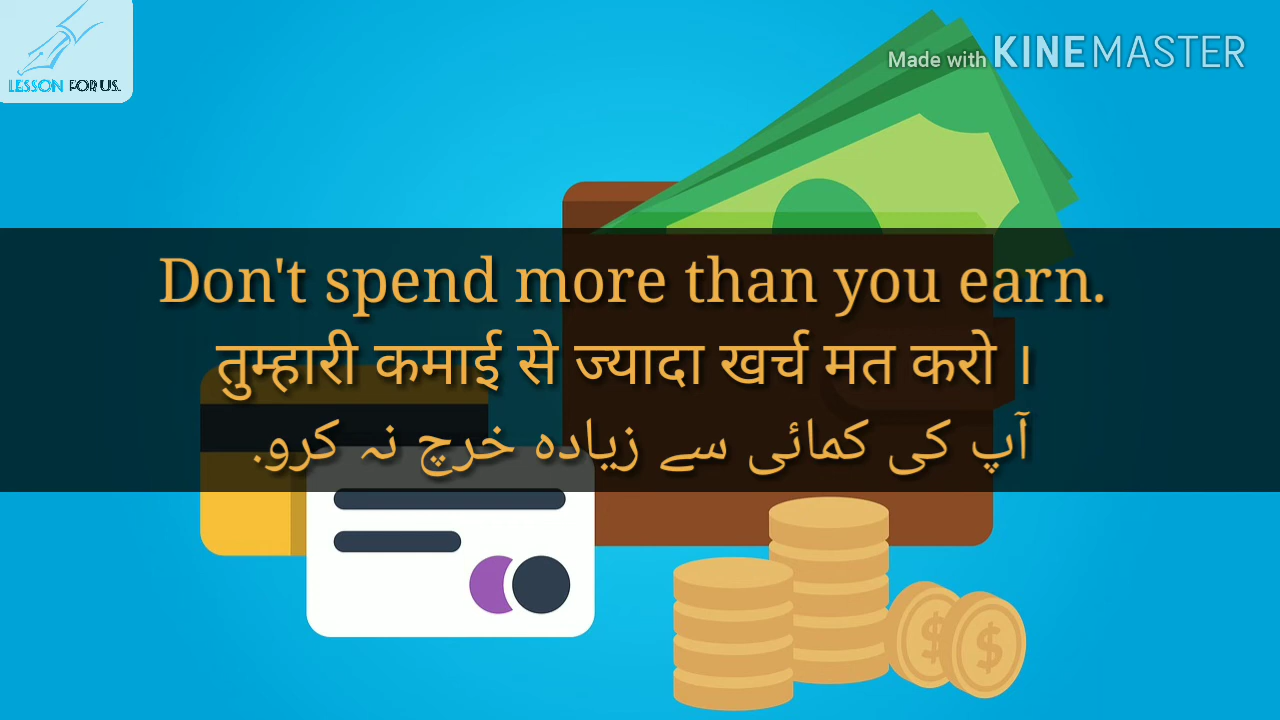 LESSON FOR US.
Made with KINEMASTER
Don't spend more than you earn.
तुम्हारी कमाई से ज्यादा खर्च मत करो ।
آپ کی کمائی سے زیادہ خرچ نہ کرو.
$ $